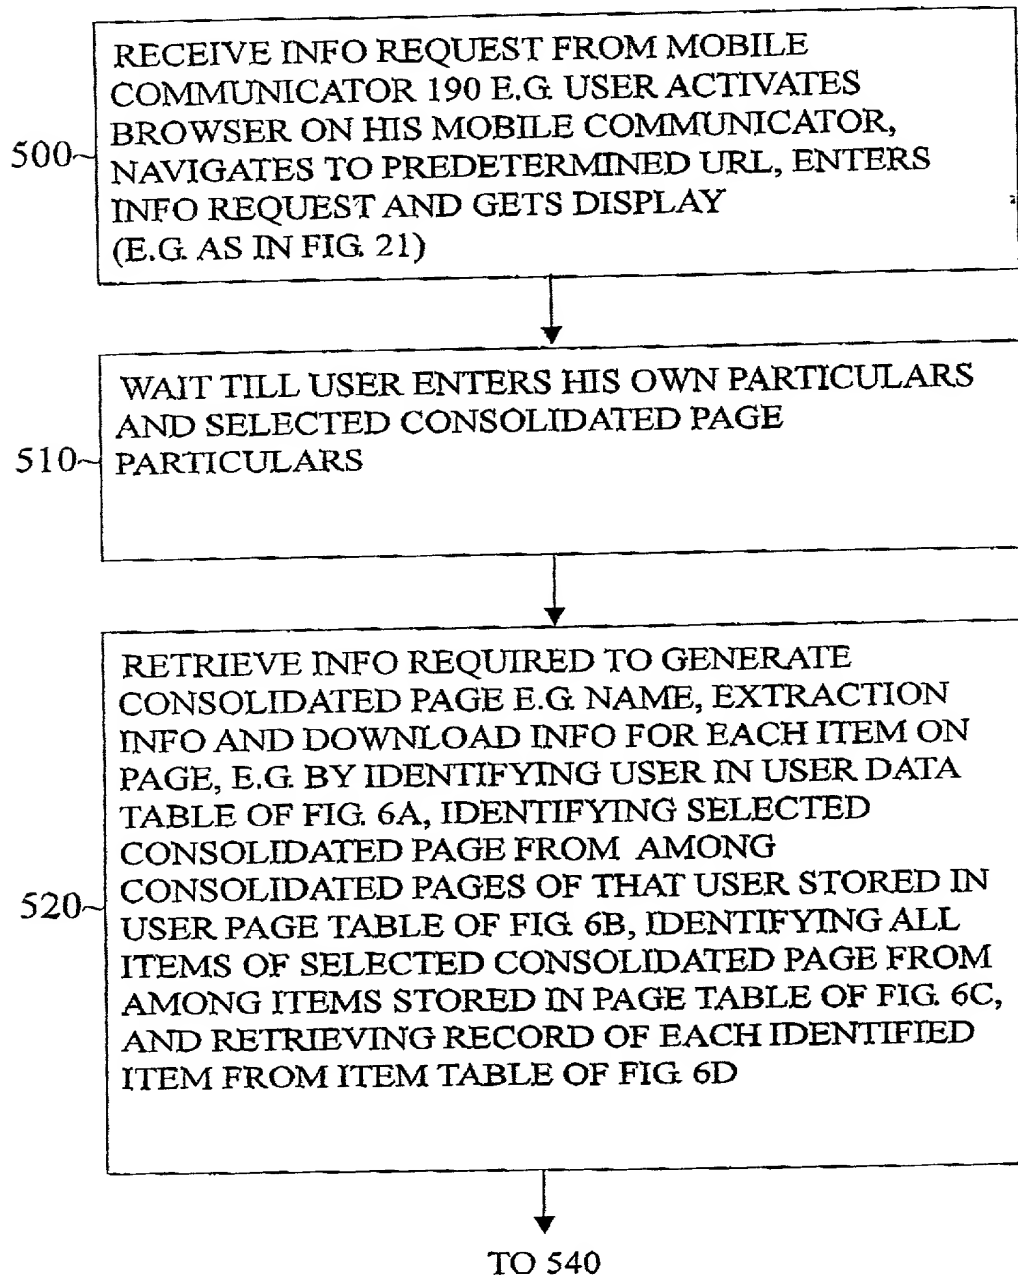 RECEIVE INFO REQUEST FROM MOBILE
COMMUNICATOR 190 E.G. USER ACTIVATES
BROWSER ON HIS MOBILE COMMUNICATOR,
NAVIGATES TO PREDETERMINED URL, ENTERS
INFO REQUEST AND GETS DISPLAY
(E.G. AS IN FIG. 21)
500
WAIT TILL USER ENTERS HIS OWN PARTICULARS
AND SELECTED CONSOLIDATED PAGE
PARTICULARS
510
RETRIEVE INFO REQUIRED TO GENERATE
CONSOLIDATED PAGE E.G. NAME, EXTRACTION
INFO AND DOWNLOAD INFO FOR EACH ITEM ON
PAGE, E.G. BY IDENTIFYING USER IN USER DATA
TABLE OF FIG. 6A, IDENTIFYING SELECTED
CONSOLIDATED PAGE FROM AMONG
CONSOLIDATED PAGES OF THAT USER STORED IN
USER PAGE TABLE OF FIG. 6B, IDENTIFYING ALL
ITEMS OF SELECTED CONSOLIDATED PAGE FROM
AMONG ITEMS STORED IN PAGE TABLE OF FIG. 6C,
AND RETRIEVING RECORD OF EACH IDENTIFIED
ITEM FROM ITEM TABLE OF FIG. 6D
520
TO 540